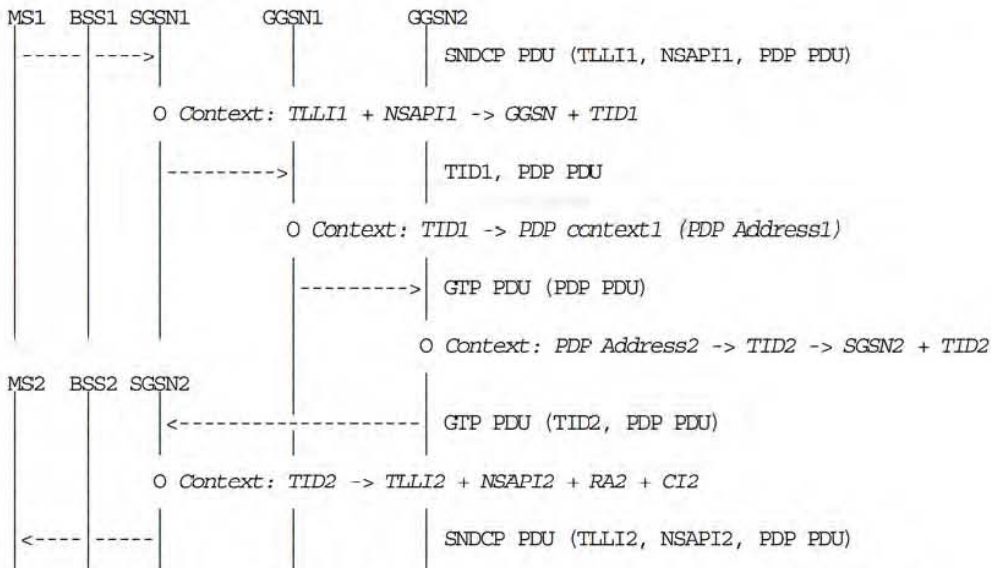 MS1 BSS1 SGSN1 GGSN1 GGSN2
SNDCP PDU (TLLI1, NSAPI1, PDP PDU)
O Context: TLLI1 + NSAPI1 -> GGSN + TID1
TID1, PDP PDU
O Context: TID1 -> PDP context1 (PDP Address1)
GTP PDU (PDP PDU)
O Context: PDP Address2 -> TID2 -> SGSN2 + TID2
MS2 BSS2 SGSN2
GTP PDU (TID2, PDP PDU)
O Context: TID2 -> TLLI2 + NSAPI2 + RA2 + CI2
SNDCP PDU (TLLI2, NSAPI2, PDP PDU)